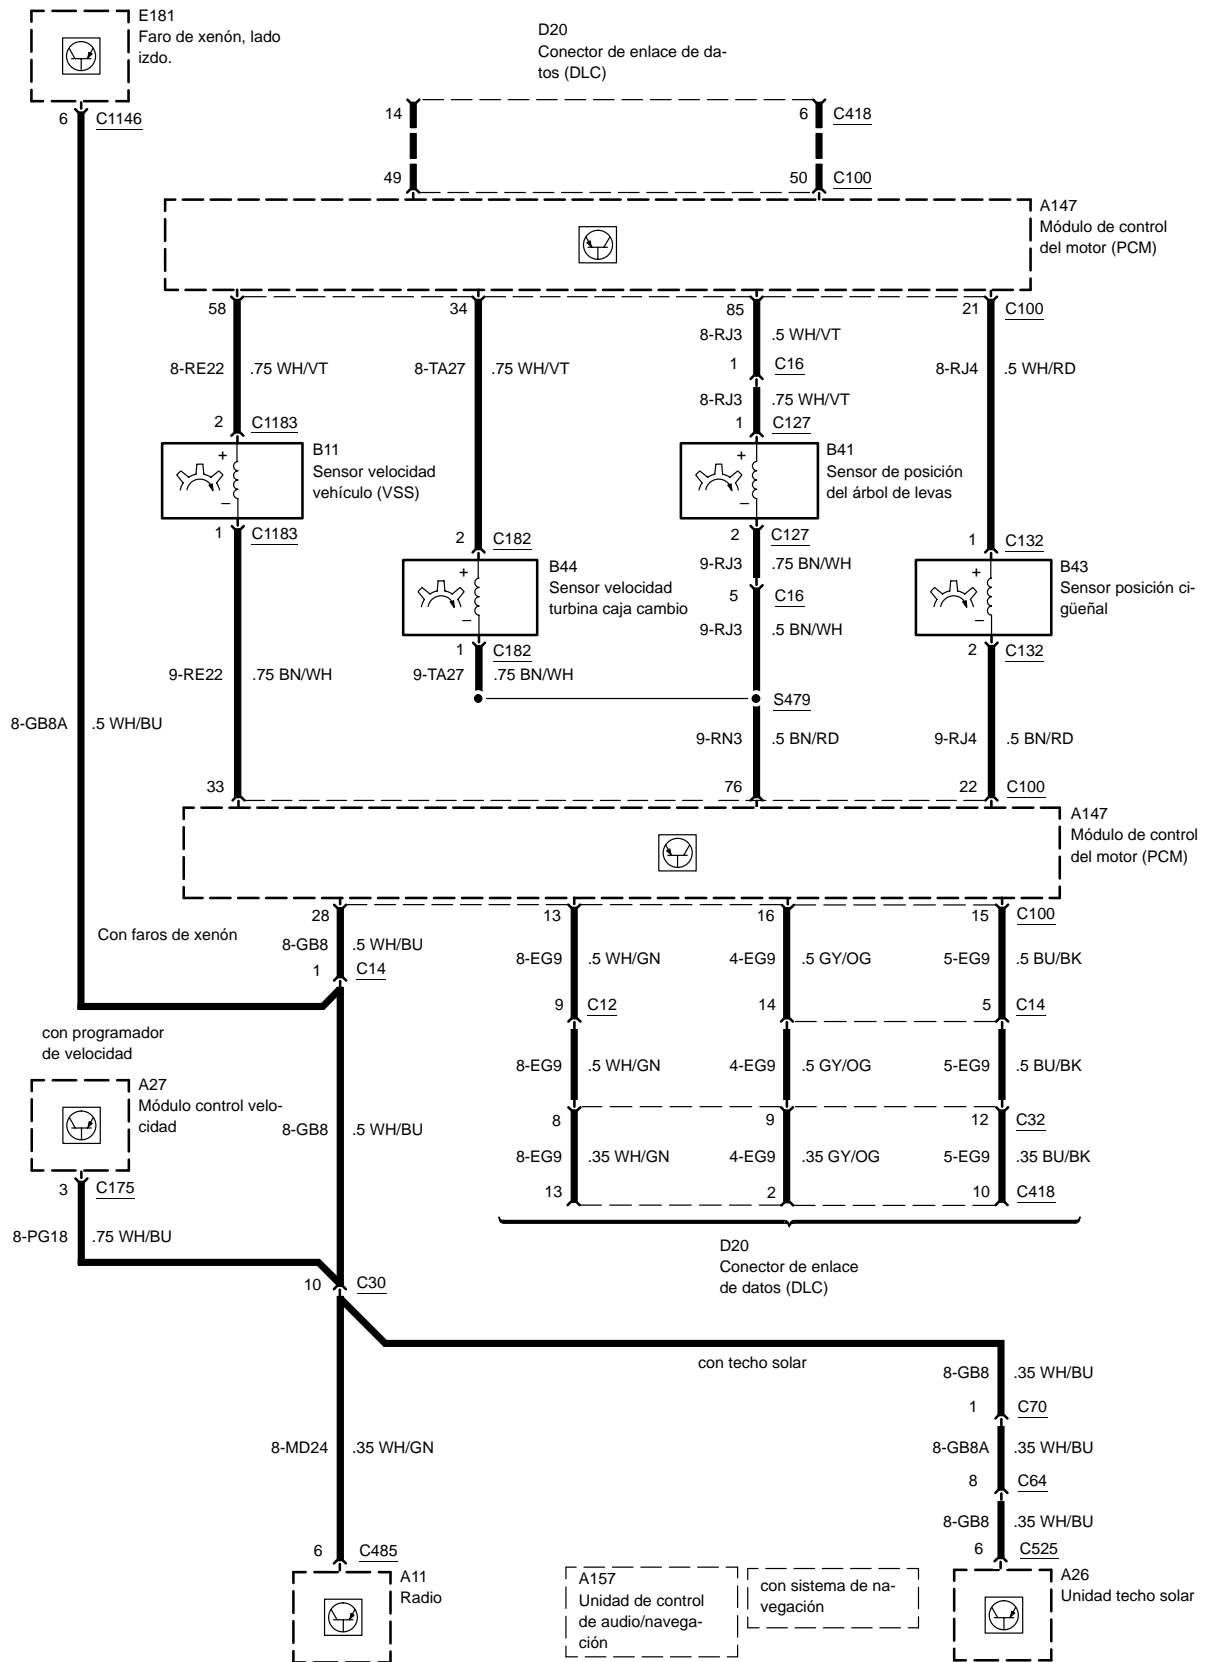 E181
Faro de xenón, lado
izdo.
6 C1146
D20
Conector de enlace de da-
tos (DLC)
14 6 C418
49 50 C100
A147
Módulo de control
del motor (PCM)
58 34 85 21 C100
8-RJ3 .5 WH/VT
1 C16
8-RE22 .75 WH/VT 8-TA27 .75 WH/VT 8-RJ4 .5 WH/RD
8-RJ3 .75 WH/VT
2 C1183 1 C127
+ +
B11
Sensor velocidad
vehículo (VSS)
B41
Sensor de posición
del árbol de levas
– –
1 C1183 2 C127
2 C182 1 C132
9-RJ3 .75 BN/WH
+ +
B44
Sensor velocidad
turbina caja cambio
B43
Sensor posición ci-
güeñal
5 C16
– –
9-RJ3 .5 BN/WH
1 C182 2 C132
9-RE22 .75 BN/WH 9-TA27 .75 BN/WH
S479
8-GB8A .5 WH/BU
9-RN3 .5 BN/RD 9-RJ4 .5 BN/RD
33 76 22 C100
A147
Módulo de control
del motor (PCM)
28 13 16 15 C100
Con faros de xenón
8-GB8 .5 WH/BU
8-EG9 .5 WH/GN 4-EG9 .5 GY/OG 5-EG9 .5 BU/BK
1 C14
9 C12 14 5 C14
con programador
de velocidad
8-EG9 .5 WH/GN 4-EG9 .5 GY/OG 5-EG9 .5 BU/BK
A27
Módulo control velo-
cidad
8-GB8 .5 WH/BU
8 9 12 C32
8-EG9 .35 WH/GN 4-EG9 .35 GY/OG 5-EG9 .35 BU/BK
3 C175
13 2 10 C418
8-PG18 .75 WH/BU
D20
Conector de enlace
de datos (DLC)
10 C30
con techo solar
8-GB8 .35 WH/BU
1 C70
8-MD24 .35 WH/GN
8-GB8A .35 WH/BU
8 C64
8-GB8 .35 WH/BU
6 C485
6 C525
A11
Radio
A157
Unidad de control
de audio/navega-
ción
con sistema de na-
vegación
A26
Unidad techo solar